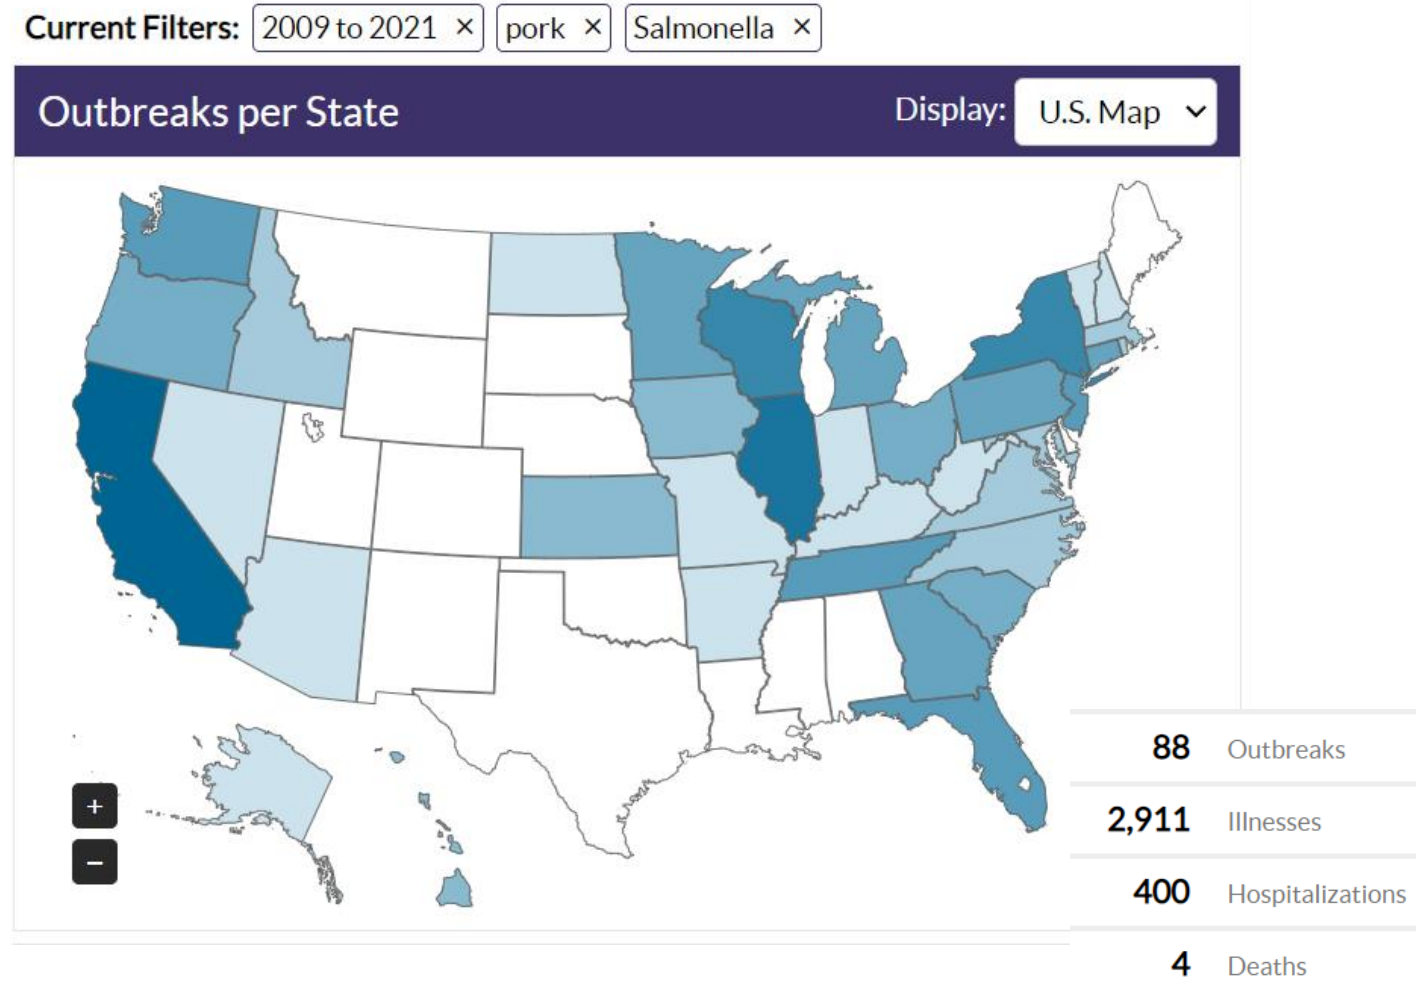 Current Filters: 2009 to 2021 × pork × Salmonella ×
Outbreaks per State Display: U.S. Map
+
−
88 Outbreaks
2,911 Illnesses
400 Hospitalizations
4 Deaths